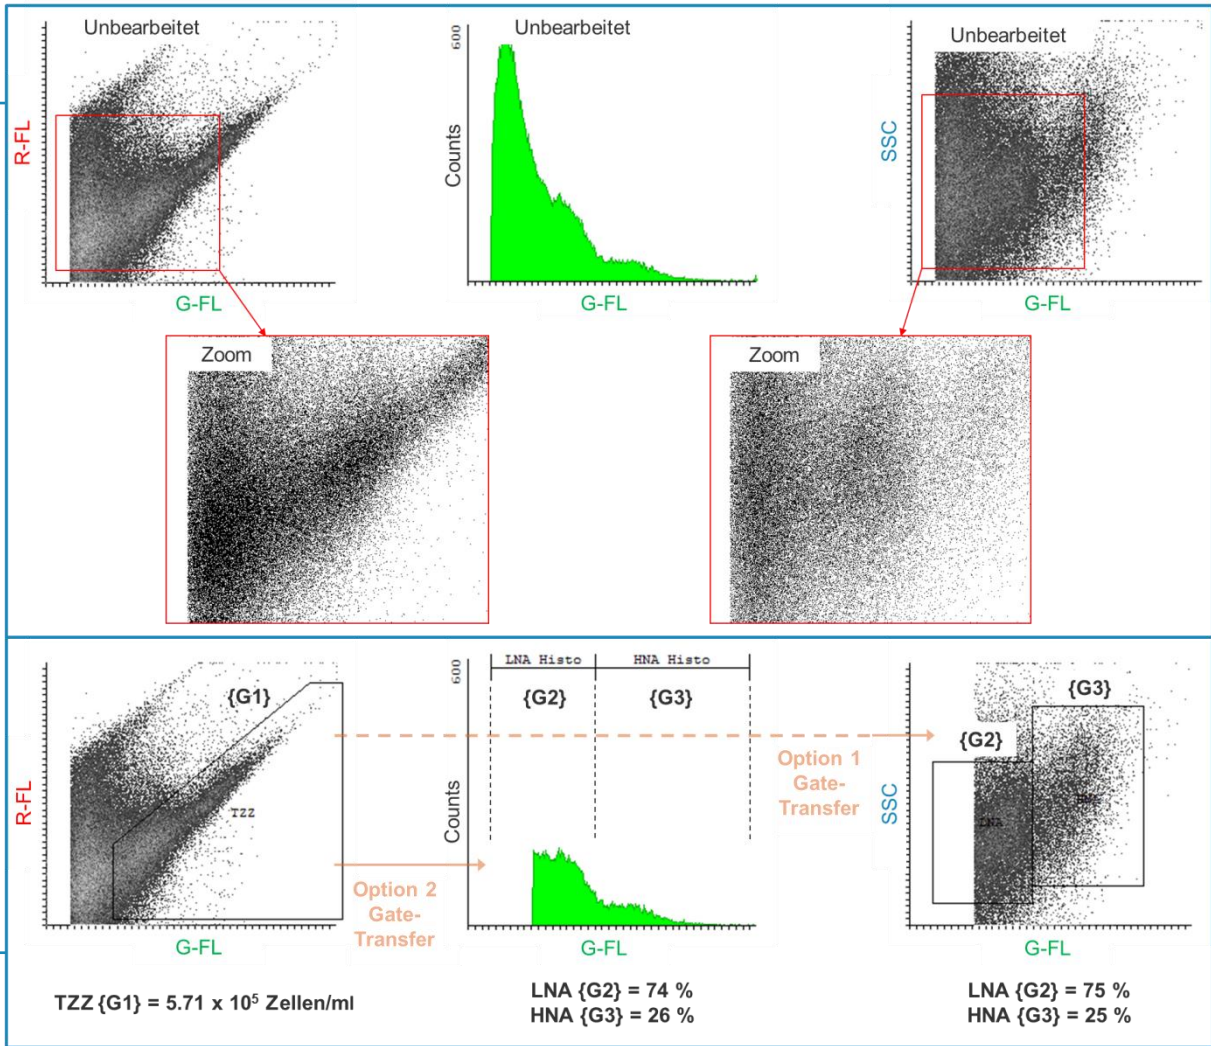 Unbearbeitet
R-FL
G-FL
Unbearbeitet
600
Counts
Unbearbeitet
SSC
G-FL
Zoom
Zoom
{G1}
TZZ
R-FL
G-FL
Option 2
Gate-
Transfer
600
LNA Histo
HNA Histo
{G2}
{G3}
Counts
G-FL
Option 1
Gate-
Transfer
{G3}
{G2}
LNA
HNA
SSC
G-FL
TZZ {G1} = 5.71 x 10⁵ Zellen/ml
LNA {G2} = 74 %
HNA {G3} = 26 %
LNA {G2} = 75 %
HNA {G3} = 25 %